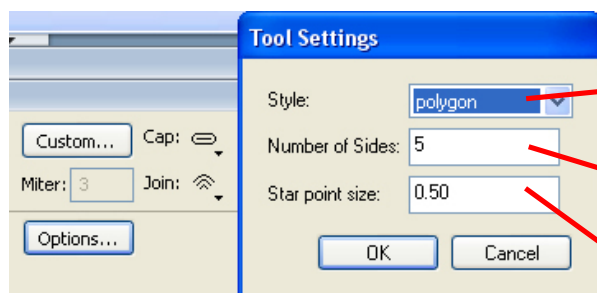 Custom... Cap:
Miter: 3 Join:
Options...
Tool Settings
Style: polygon
Number of Sides: 5
Star point size: 0.50
OK Cancel